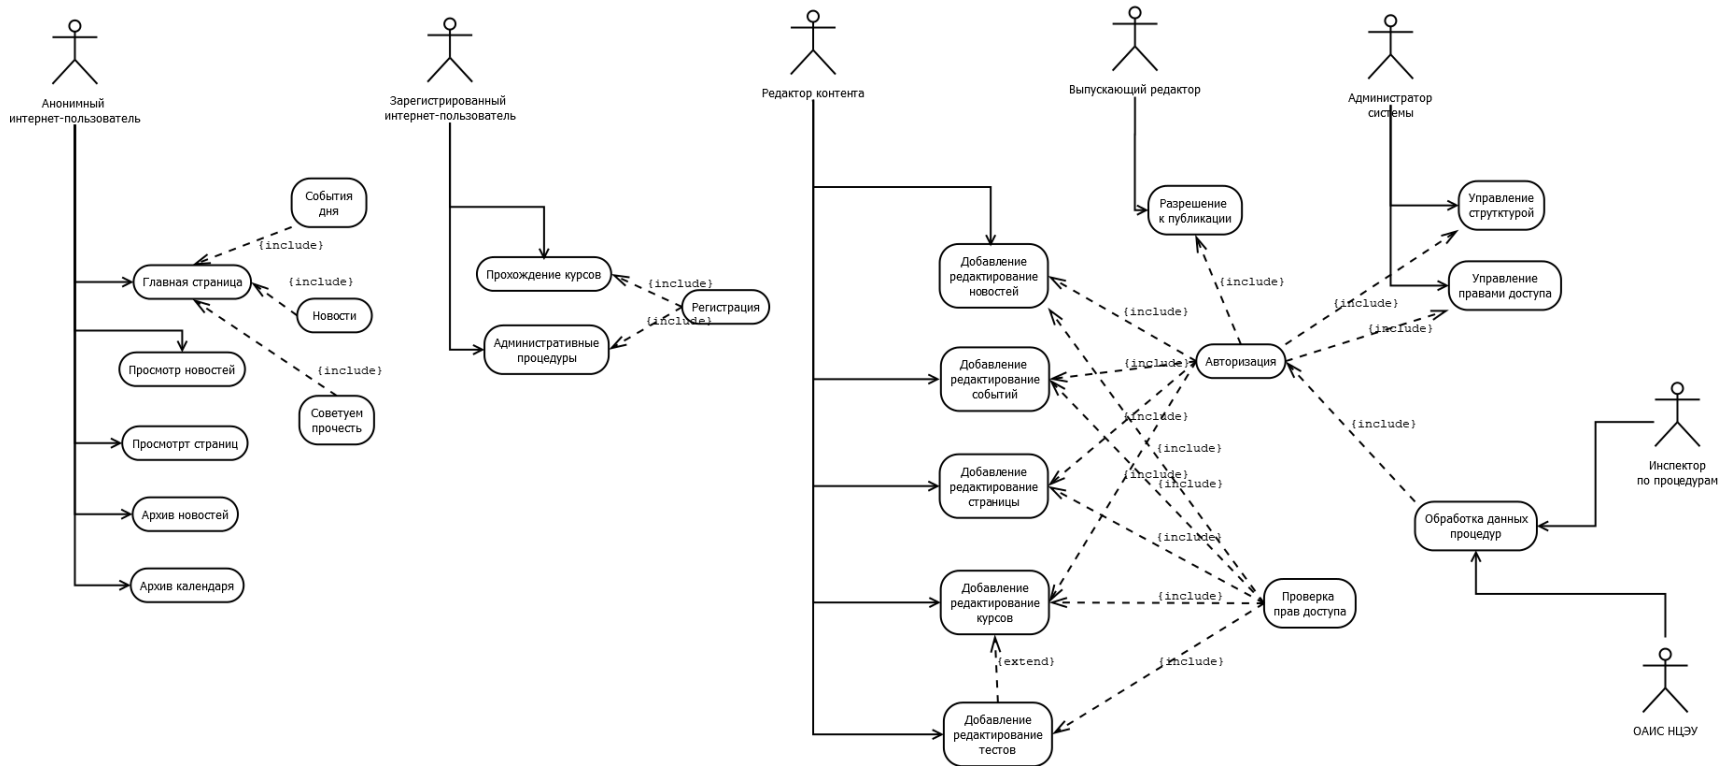 Анонимный
интернет-пользователь
События
дня
{include}
Главная страница
{include}
Новости
Просмотр новостей
{include}
Советуем
прочесть
Просмотрт страниц
Архив новостей
Архив календаря
Зарегистрированный
интернет-пользователь
Прохождение курсов
{include}
Регистрация
{include}
Административные
процедуры
Редактор контента
Добавление
редактирование
новостей
Добавление
редактирование
событий
Добавление
редактирование
страницы
Добавление
редактирование
курсов
{extend}
Добавление
редактирование
тестов
Выпускающий редактор
Разрешение
к публикации
{include}
{include}
{include}
Авторизация
{include}
{include}
{include}
{include}
{include}
{include}
{include}
Проверка
прав доступа
Администратор
системы
Управление
струтктурой
Управление
правами доступа
{include}
{include}
{include}
Инспектор
по процедурам
Обработка данных
процедур
ОАИС НЦЭУ